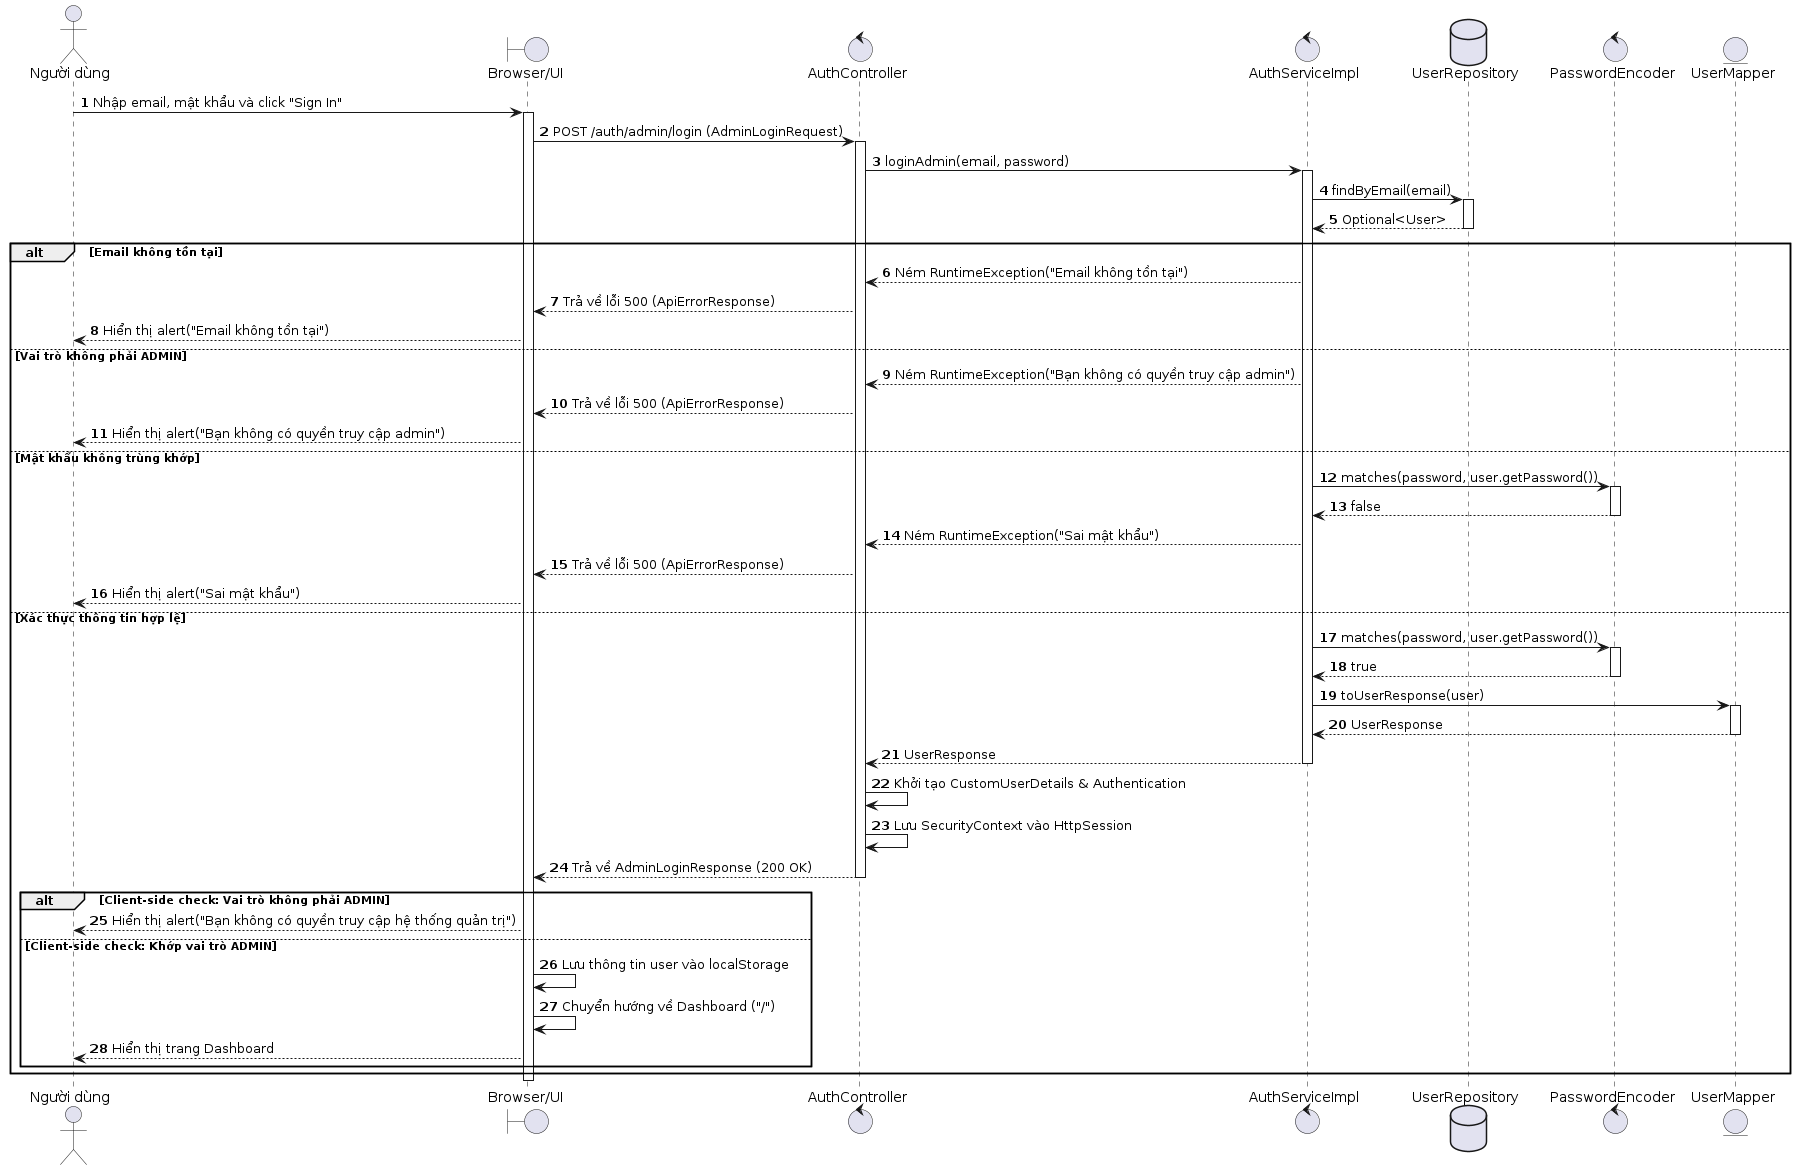 Người dùng
Browser/UI
AuthController
AuthServiceImpl
UserRepository
PasswordEncoder
UserMapper
1 Nhập email, mật khẩu và click "Sign In"
2 POST /auth/admin/login (AdminLoginRequest)
3 loginAdmin(email, password)
4 findByEmail(email)
5 Optional<User>
alt [Email không tồn tại]
6 Ném RuntimeException("Email không tồn tại")
7 Trả về lỗi 500 (ApiErrorResponse)
8 Hiển thị alert("Email không tồn tại")
[Vai trò không phải ADMIN]
9 Ném RuntimeException("Bạn không có quyền truy cập admin")
10 Trả về lỗi 500 (ApiErrorResponse)
11 Hiển thị alert("Bạn không có quyền truy cập admin")
[Mật khẩu không trùng khớp]
12 matches(password, user.getPassword())
13 false
14 Ném RuntimeException("Sai mật khẩu")
15 Trả về lỗi 500 (ApiErrorResponse)
16 Hiển thị alert("Sai mật khẩu")
[Xác thực thông tin hợp lệ]
17 matches(password, user.getPassword())
18 true
19 toUserResponse(user)
20 UserResponse
21 UserResponse
22 Khởi tạo CustomUserDetails & Authentication
23 Lưu SecurityContext vào HttpSession
24 Trả về AdminLoginResponse (200 OK)
alt [Client-side check: Vai trò không phải ADMIN]
25 Hiển thị alert("Bạn không có quyền truy cập hệ thống quản trị")
[Client-side check: Khớp vai trò ADMIN]
26 Lưu thông tin user vào localStorage
27 Chuyển hướng về Dashboard ("/")
28 Hiển thị trang Dashboard
Người dùng
Browser/UI
AuthController
AuthServiceImpl
UserRepository
PasswordEncoder
UserMapper